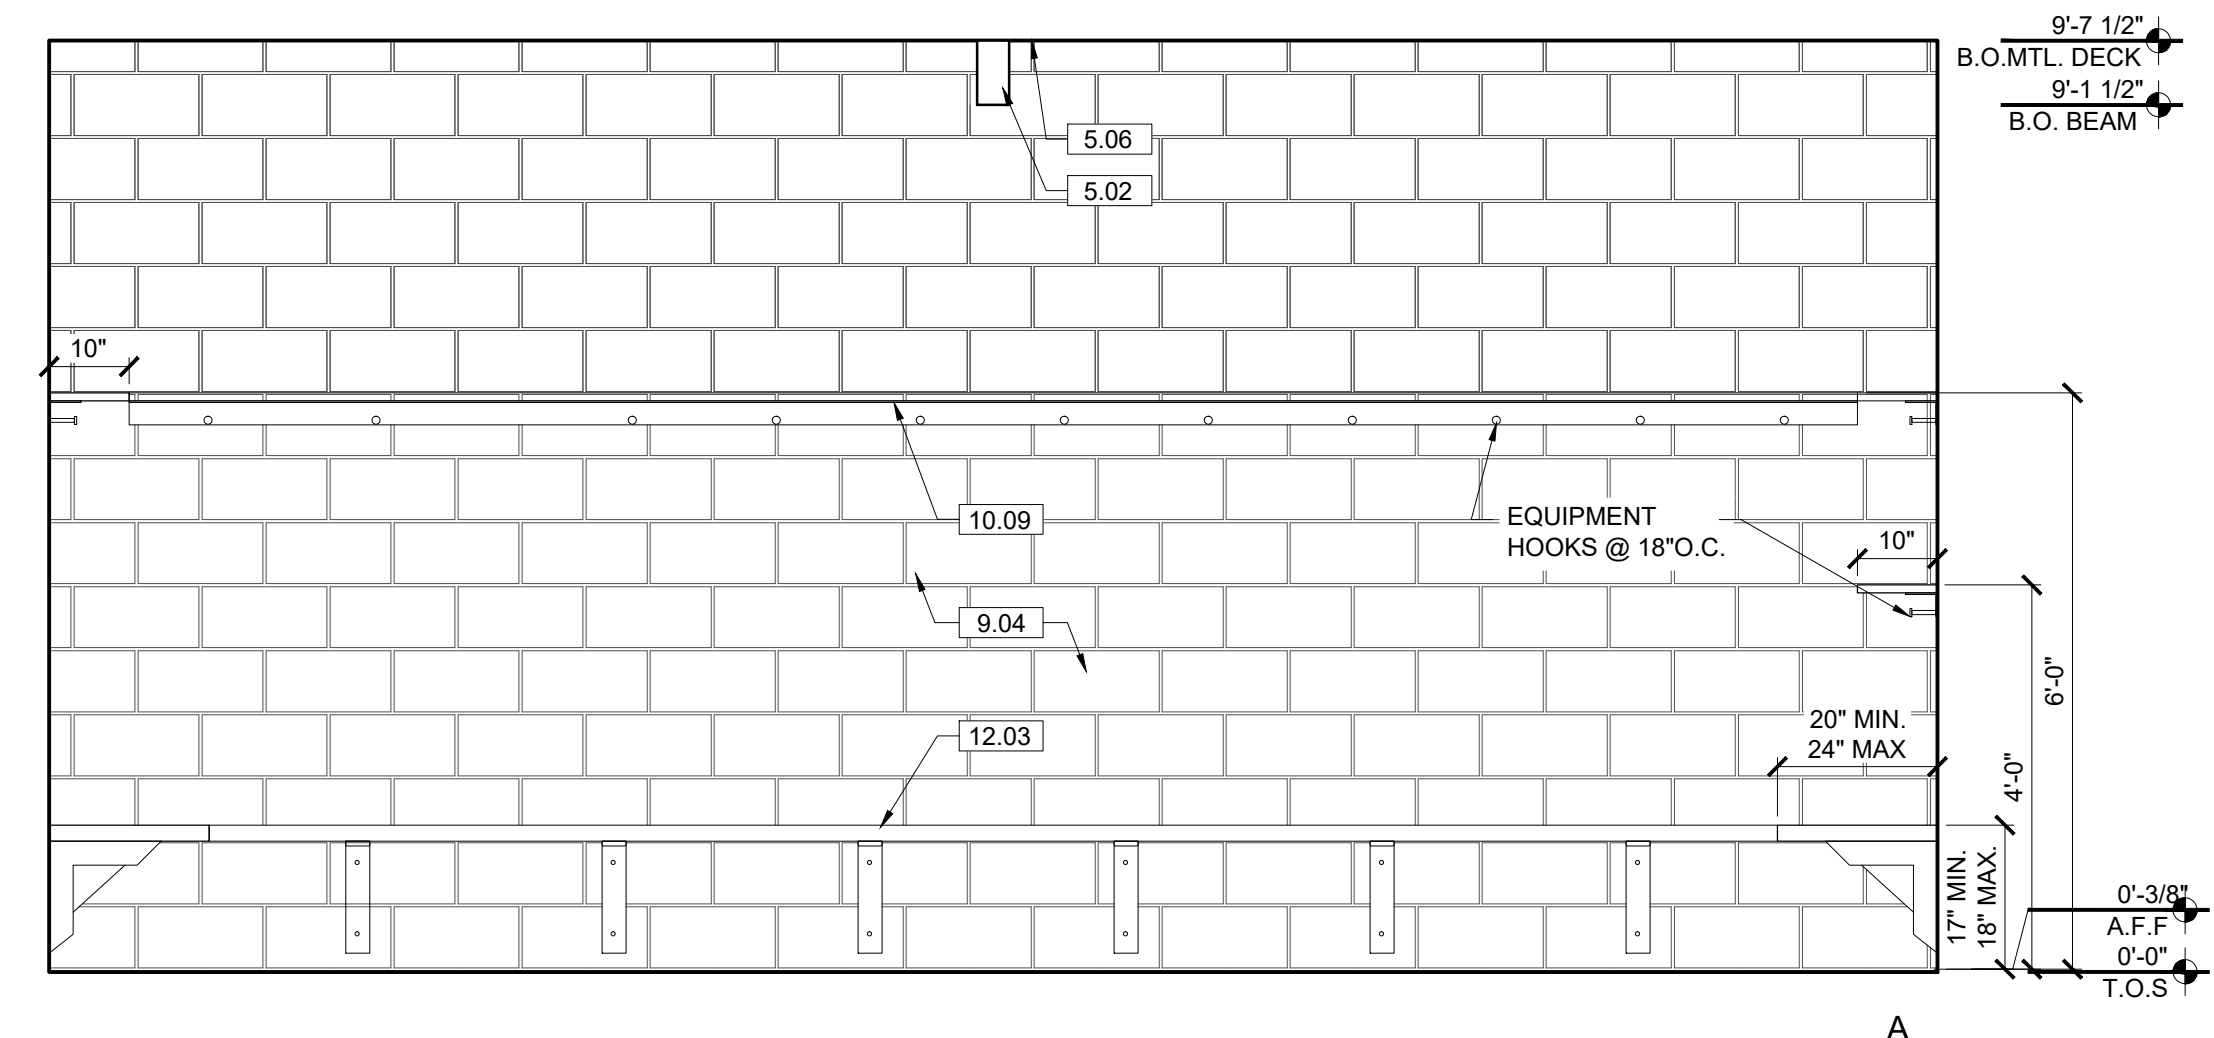 9'-7 1/2"
B.O.MTL. DECK
9'-1 1/2"
B.O. BEAM
5.06
5.02
10"
10.09
EQUIPMENT
HOOKS @ 18"O.C.
10"
9.04
6'-0"
20" MIN.
24" MAX
12.03
4'-0"
17" MIN.
18" MAX.
0'-3/8"
A.F.F
0'-0"
T.O.S
A